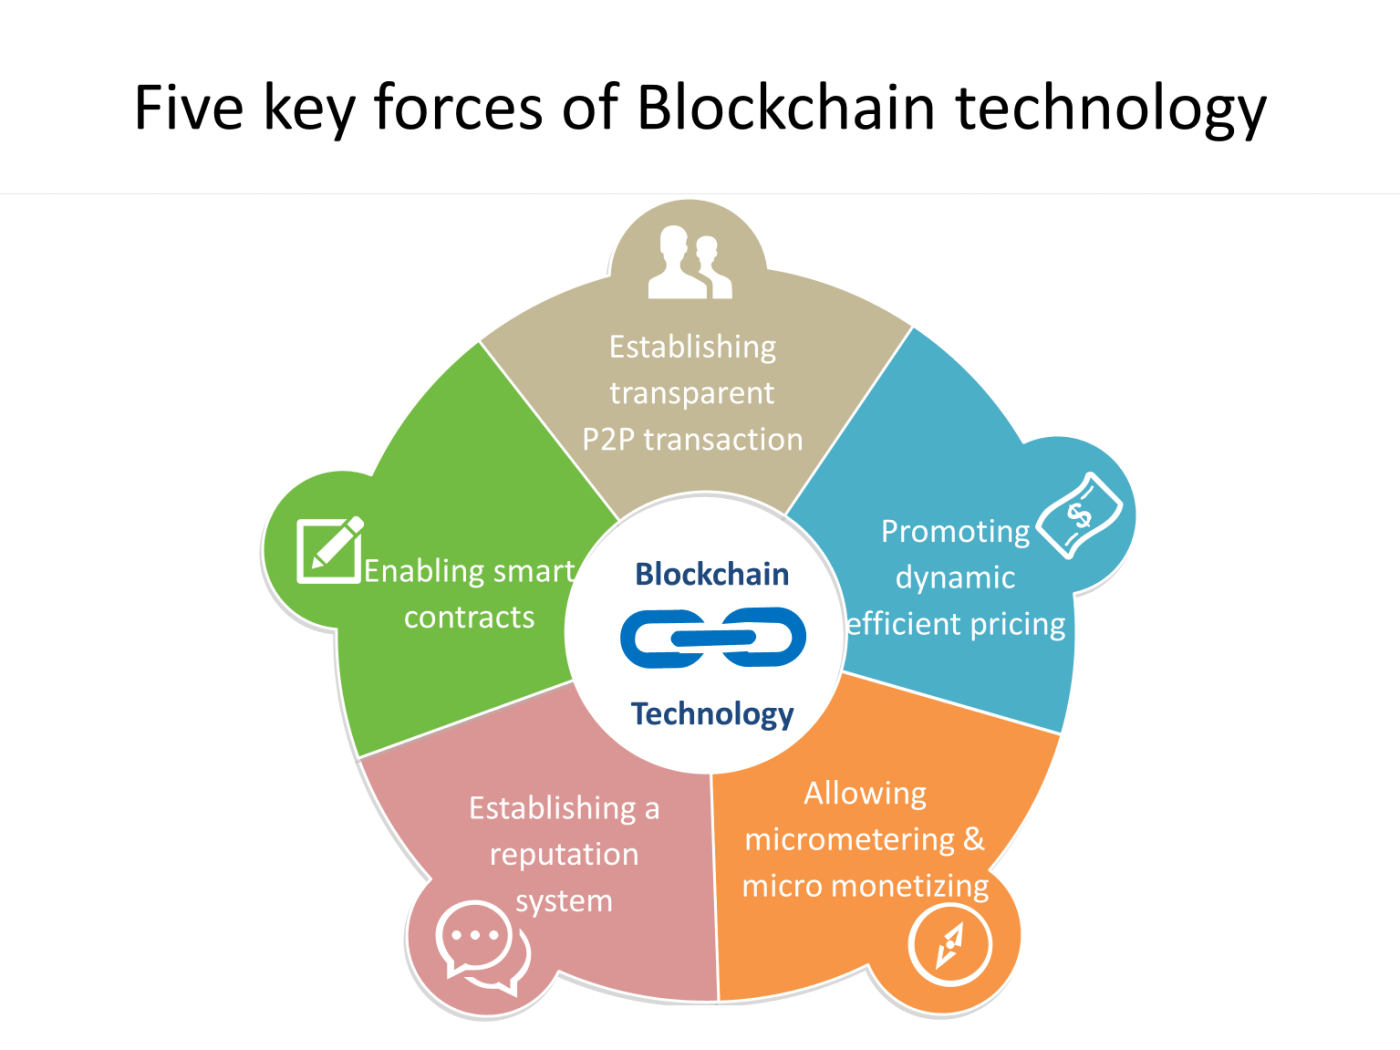 Five key forces of Blockchain technology
Establishing
transparent
P2P transaction
Promoting
dynamic
efficient pricing
$
Enabling smart
contracts
Blockchain
Technology
Allowing
micrometering &
micro monetizing
Establishing a
reputation
system